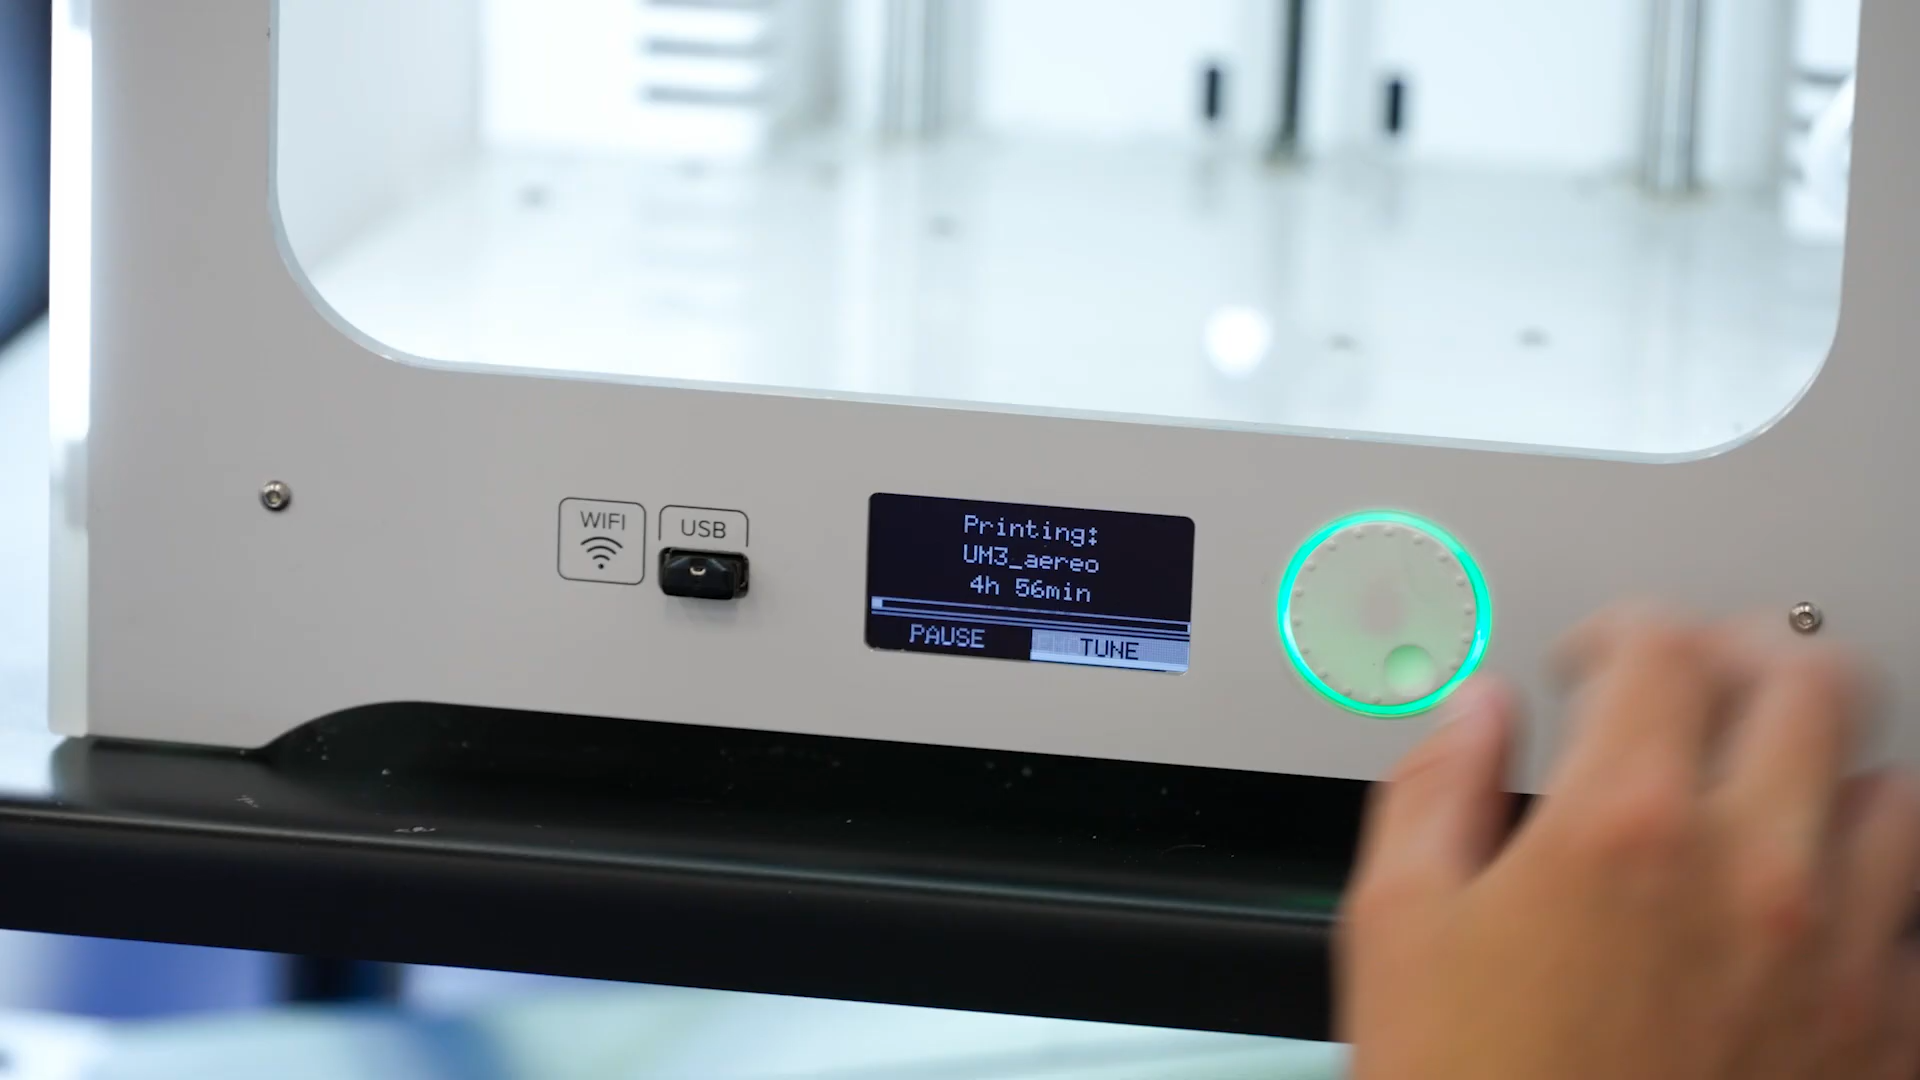 WIFI
USB
Printing:
UM3_aereo
4h 56min
PAUSE
TUNE